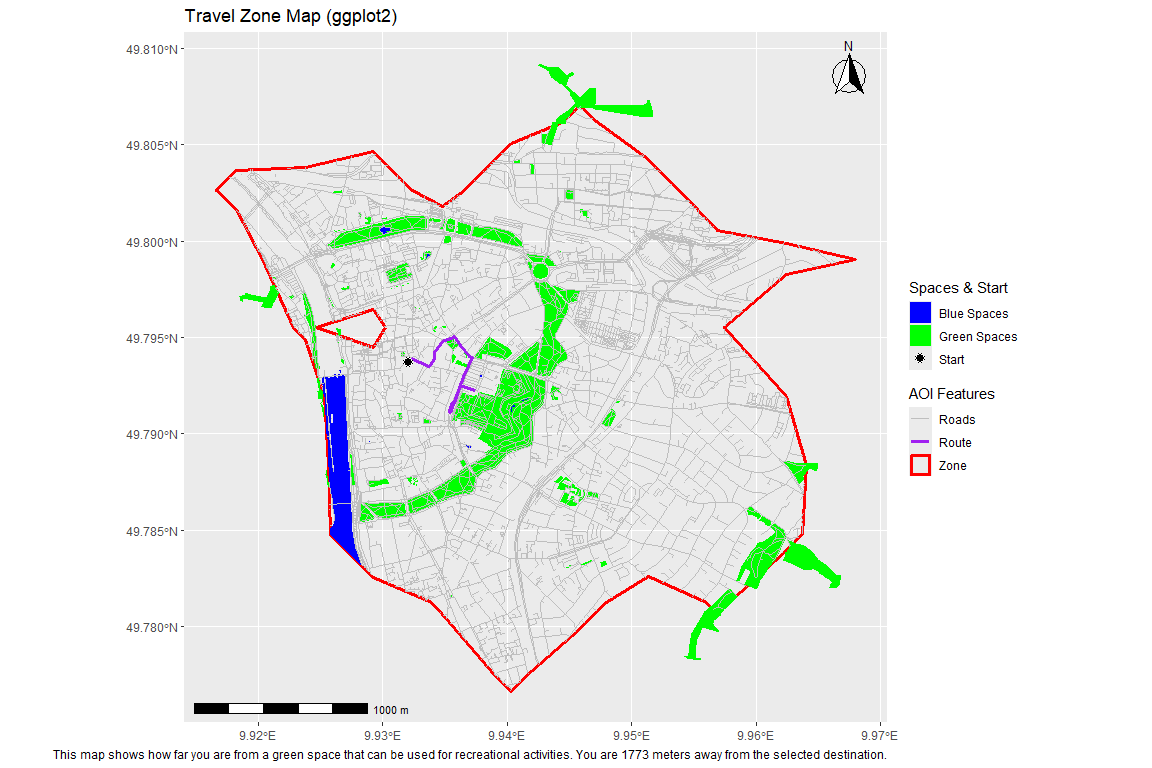 Travel Zone Map (ggplot2)
49.810°N
49.805°N
49.800°N
49.795°N
49.790°N
49.785°N
49.780°N
N
1000 m
9.92°E
9.93°E
9.94°E
9.95°E
9.96°E
9.97°E
Spaces & Start
Blue Spaces
Green Spaces
Start
AOI Features
Roads
Route
Zone
This map shows how far you are from a green space that can be used for recreational activities. You are 1773 meters away from the selected destination.